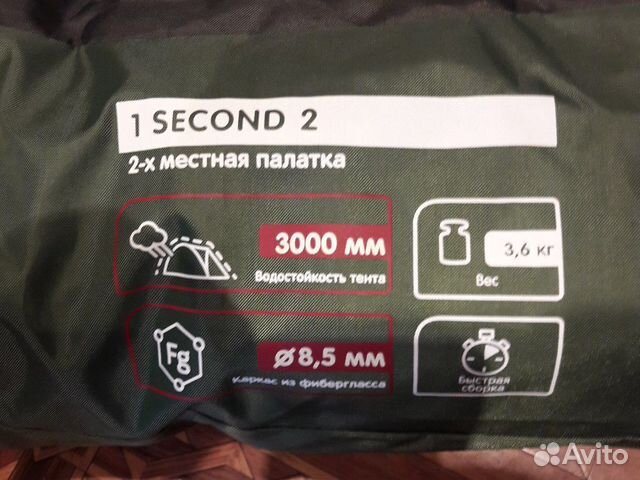 1 SECOND 2
2-х местная палатка
3000 мм
Водостойкость тента
3,6 кг
Вес
Fg
⌀8,5 мм
каркас из фибергласса
Быстрая
сборка
Avito